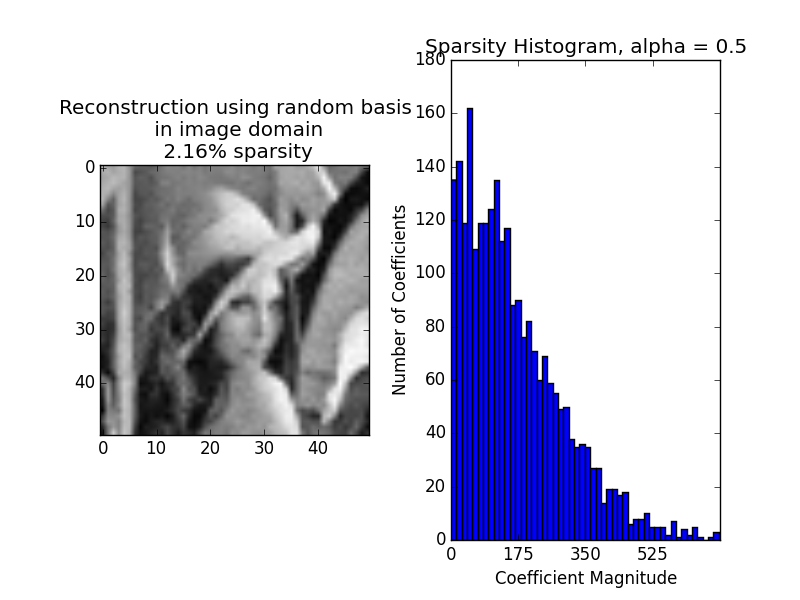 Reconstruction using random basis
in image domain
2.16% sparsity
0
10
20
30
40
0 10 20 30 40
Sparsity Histogram, alpha = 0.5
180
160
140
120
100
80
60
40
20
0
Number of Coefficients
0 175 350 525
Coefficient Magnitude